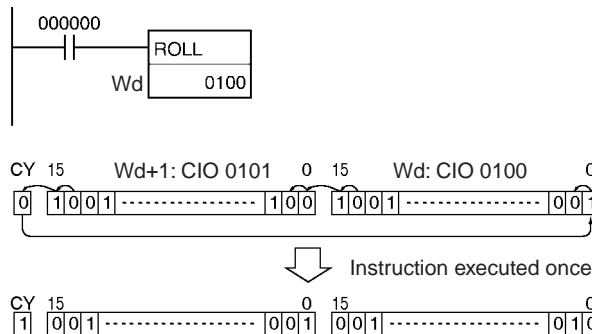 000000
ROLL
Wd 0100
CY 15 Wd+1: CIO 0101 0 15 Wd: CIO 0100 0
0 1 0 0 1 1 0 0 1 0 0 1 0 0 1
Instruction executed once
CY 15 0 15 0
1 0 0 1 0 0 1 0 0 1 0 1 0